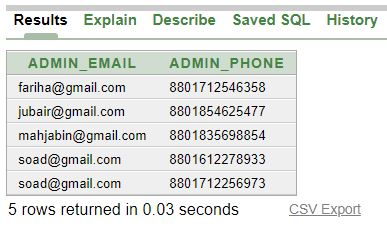 Results Explain Describe Saved SQL History
ADMIN_EMAIL ADMIN_PHONE
fariha@gmail.com 8801712546358
jubair@gmail.com 8801854625477
mahjabin@gmail.com 8801835698854
soad@gmail.com 8801612278933
soad@gmail.com 8801712256973
5 rows returned in 0.03 seconds CSV Export